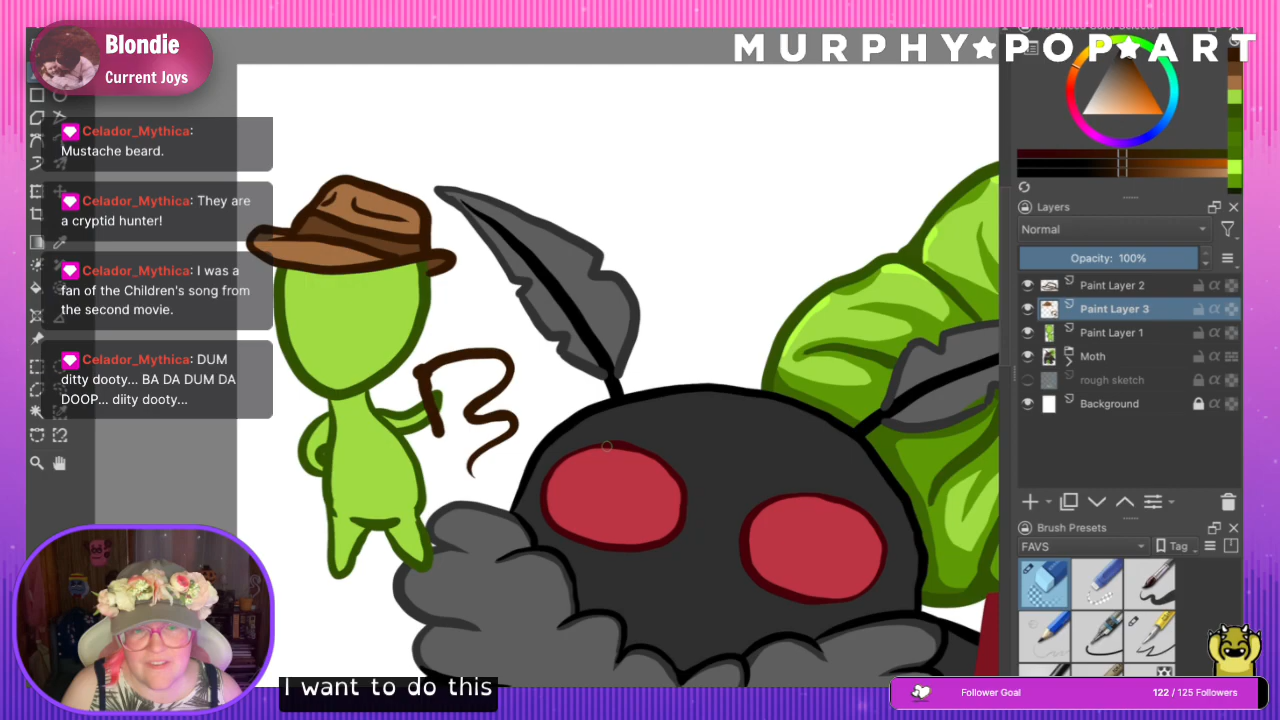 Blondie
Current Joys
MURPHY★POP★ART
Celador_Mythica:
Mustache beard.
Celador_Mythica: They are
a cryptid hunter!
Celador_Mythica: I was a
fan of the Children's song from
the second movie.
Celador_Mythica: DUM
ditty dooty... BA DA DUM DA
DOOP... diity dooty...
Layers
Normal
Opacity: 100%
Paint Layer 2
Paint Layer 3
Paint Layer 1
Moth
rough sketch
Background
Brush Presets
FAVS
Tag
I want to do this
Follower Goal
122 / 125 Followers